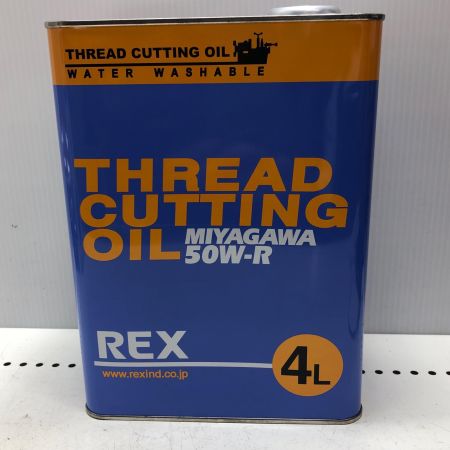 THREAD CUTTING OIL
WATER WASHABLE
THREAD
CUTTING
OIL MIYAGAWA
50W-R
REX
www.rexind.co.jp
4L